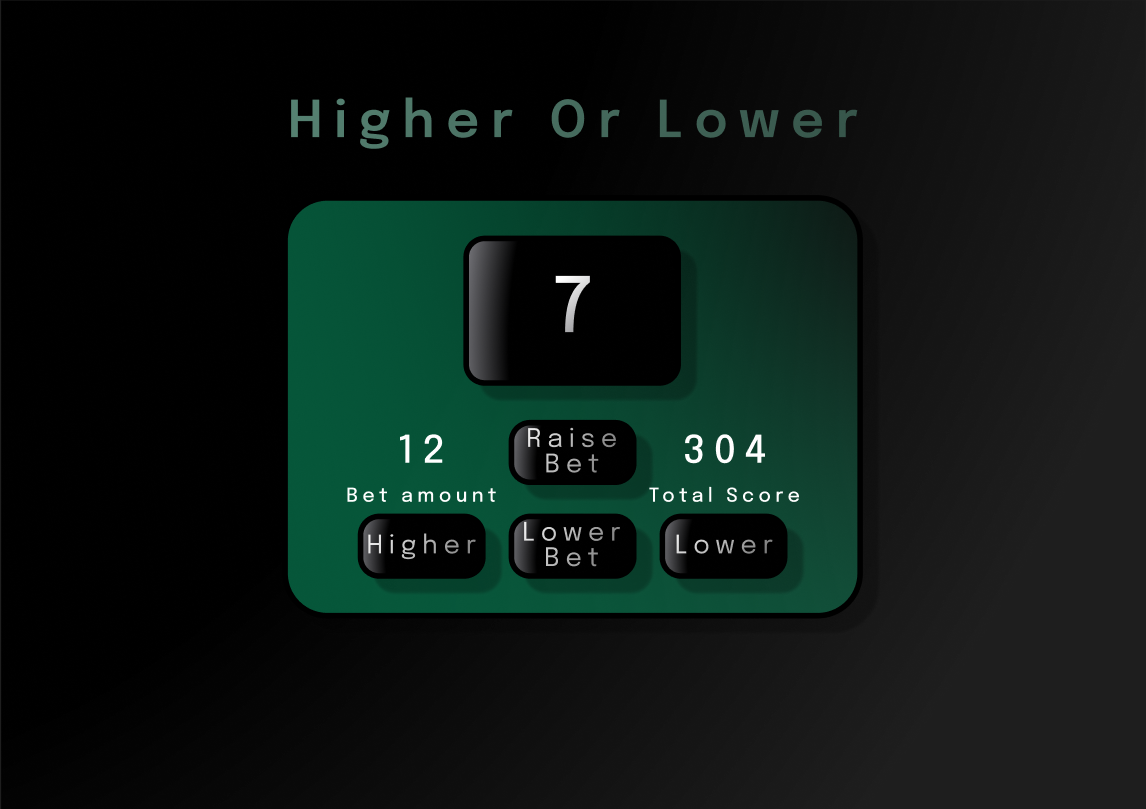 Higher Or Lower
7
12
Raise
Bet
304
Bet amount
Total Score
Higher
Lower
Bet
Lower